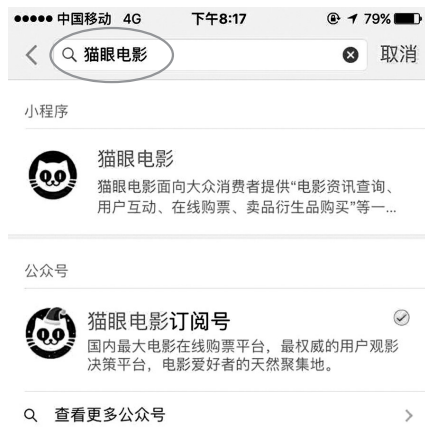 中国移动 4G 下午8:17 79%
猫眼电影 取消
小程序
猫眼电影
猫眼电影面向大众消费者提供“电影资讯查询、
用户互动、在线购票、卖品衍生品购买”等一...
公众号
猫眼电影订阅号
国内最大电影在线购票平台，最权威的用户观影
决策平台，电影爱好者的天然聚集地。
查看更多公众号